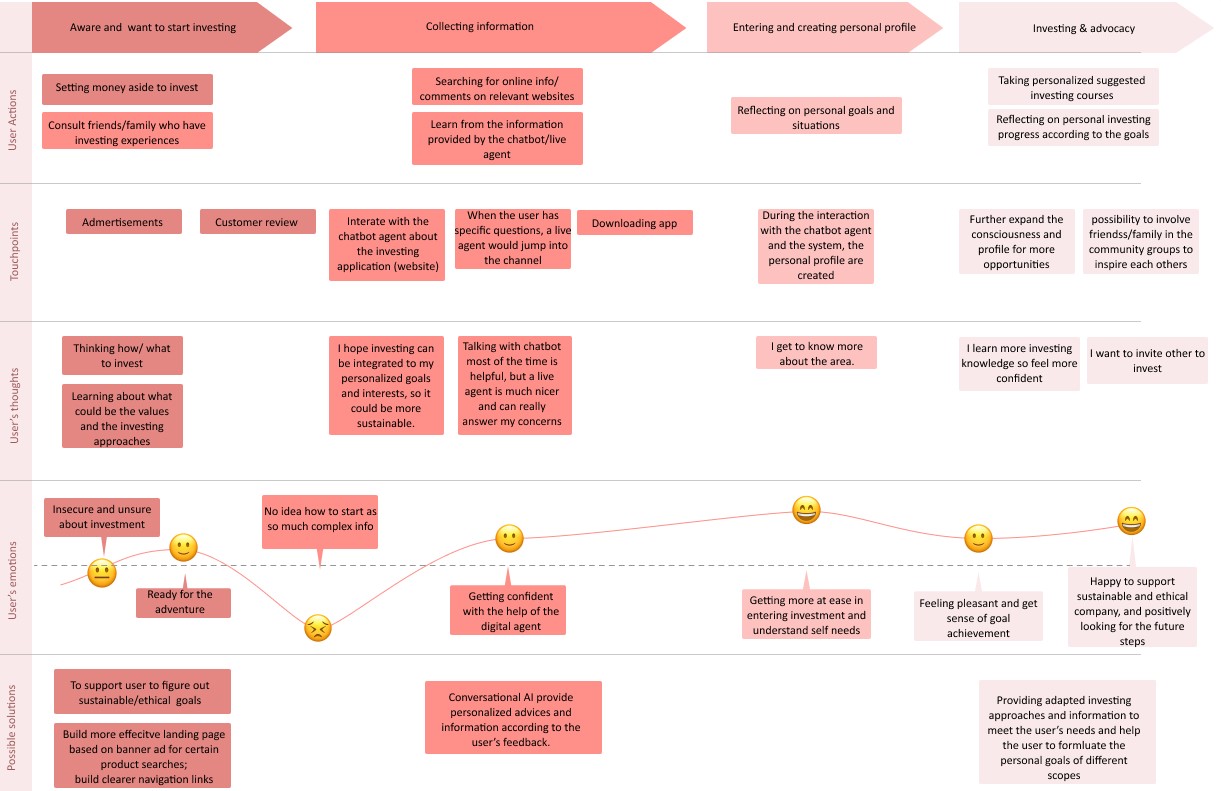 Aware and  want to start investing
Collecting information
Entering and creating personal profile
Investing & advocacy
User Actions
Setting money aside to invest
Consult friends/family who have
investing experiences
Searching for online info/
comments on relevant websites
Learn from the information
provided by the chatbot/live
agent
Reflecting on personal goals and
situations
Taking personalized suggested
investing courses
Reflecting on personal investing
progress according to the goals
Touchpoints
Admertisements
Customer review
Interate with the
chatbot agent about
the investing
application (website)
When the user has
specific questions, a live
agent would jump into
the channel
Downloading app
During the interaction
with the chatbot agent
and the system, the
personal profile are
created
Further expand the
consciousness and
profile for more
opportunities
possibility to involve
friendss/family in the
community groups to
inspire each others
User's thoughts
Thinking how/ what
to invest
Learning about what
could be the values
and the investing
approaches
I hope investing can
be integrated to my
personalized goals
and interests, so it
could be more
sustainable.
Talking with chatbot
most of the time is
helpful, but a live
agent is much nicer
and can really
answer my concerns
I get to know more
about the area.
I learn more investing
knowledge so feel more
confident
I want to invite other to
invest
User's emotions
Insecure and unsure
about investment
Ready for the
adventure
No idea how to start as
so much complex info
Getting confident
with the help of the
digital agent
Getting more at ease in
entering investment and
understand self needs
Feeling pleasant and get
sense of goal
achievement
Happy to support
sustainable and ethical
company, and positively
looking for the future
steps
Possible solutions
To support user to figure out
sustainable/ethical  goals
Build more effecitve landing page
based on banner ad for certain
product searches;
build clearer navigation links
Conversational AI provide
personalized advices and
information according to the
user's feedback.
Providing adapted investing
approaches and information to
meet the user's needs and help
the user to formluate the
personal goals of different
scopes